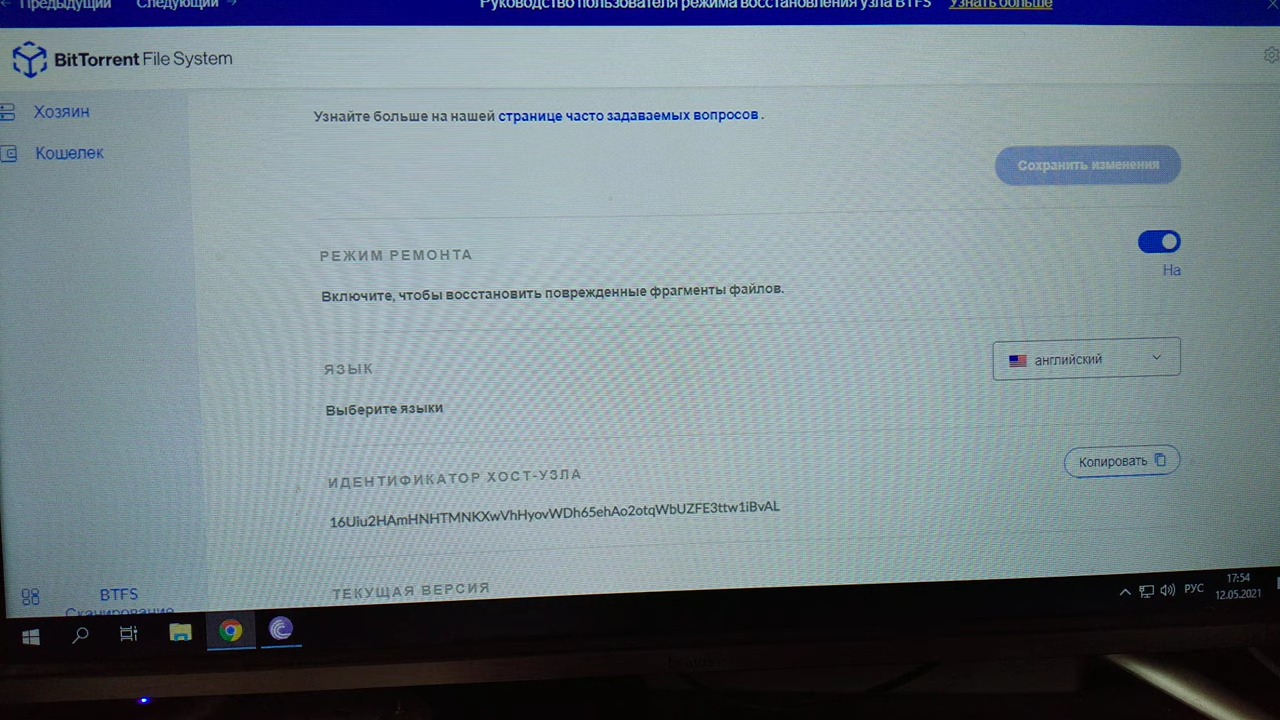 Предыдущий Следующий → Руководство пользователя режима восстановления узла BTFS Узнать больше
BitTorrent File System
Хозяин
Кошелек
Узнайте больше на нашей странице часто задаваемых вопросов .
Сохранить изменения
РЕЖИМ РЕМОНТА
На
Включите, чтобы восстановить поврежденные фрагменты файлов.
ЯЗЫК
английский
Выберите языки
ИДЕНТИФИКАТОР ХОСТ-УЗЛА
Копировать
16Uiu2HAmHNHTMNKXwVhHyovWDh65ehAo2otqWbUZFE3ttw1iBvAL
ТЕКУЩАЯ ВЕРСИЯ
BTFS
Сканирование
РУС
17:54
12.05.2021